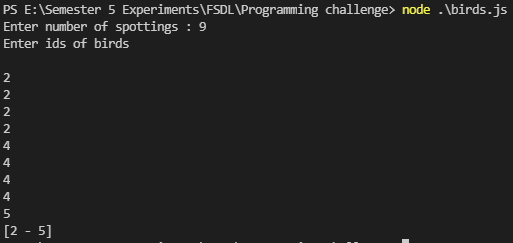 PS E:\Semester 5 Experiments\FSDL\Programming challenge> node .\birds.js
Enter number of spottings : 9
Enter ids of birds
2
2
2
2
4
4
4
4
5
[2 - 5]